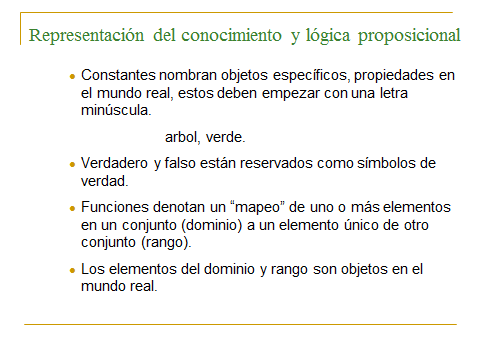 Representación del conocimiento y lógica proposicional
Constantes nombran objetos específicos, propiedades en
el mundo real, estos deben empezar con una letra
minúscula.
arbol, verde.
Verdadero y falso están reservados como símbolos de
verdad.
Funciones denotan un “mapeo” de uno o más elementos
en un conjunto (dominio) a un elemento único de otro
conjunto (rango).
Los elementos del dominio y rango son objetos en el
mundo real.